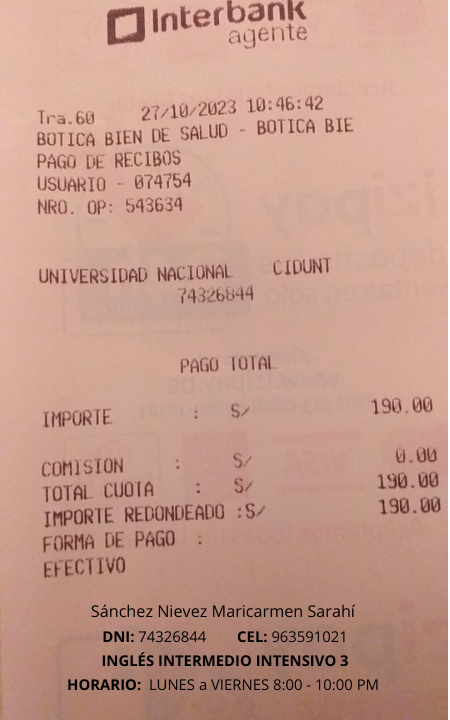 Interbank
agente
Tra.60 27/10/2023 10:46:42
BOTICA BIEN DE SALUD - BOTICA BIE
PAGO DE RECIBOS
USUARIO - 074754
NRO. OP: 543634
UNIVERSIDAD NACIONAL CIDUNT
74326844
PAGO TOTAL
IMPORTE : S/ 190.00
COMISION : S/ 0.00
TOTAL CUOTA : S/ 190.00
IMPORTE REDONDEADO :S/ 190.00
FORMA DE PAGO :
EFECTIVO
Sánchez Nievez Maricarmen Sarahí
DNI: 74326844 CEL: 963591021
INGLÉS INTERMEDIO INTENSIVO 3
HORARIO: LUNES a VIERNES 8:00 - 10:00 PM